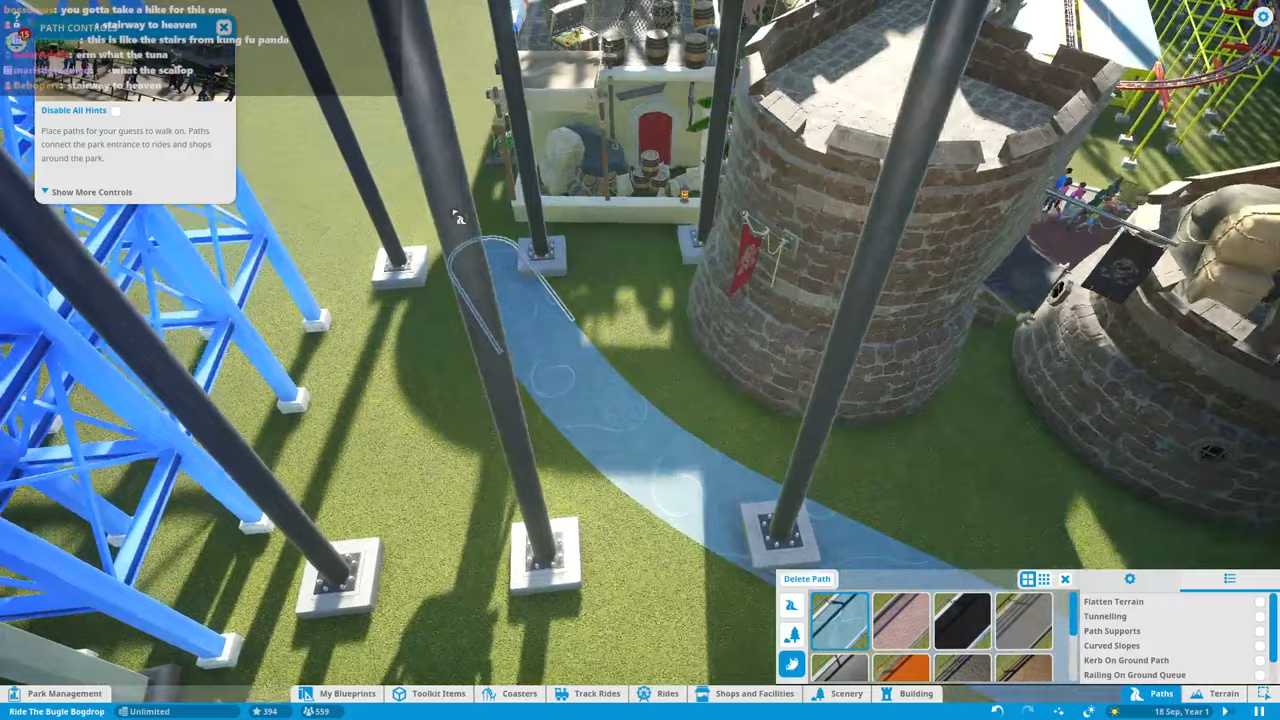 you gotta take a hike for this one
stairway to heaven
this is like the stairs from kung fu panda
erm what the tuna
what the scallop
stairway to heaven
PATH CONTROLS
15
Disable All Hints
Place paths for your guests to walk on. Paths
connect the park entrance to rides and shops
around the park.
Show More Controls
Delete Path
Flatten Terrain
Tunnelling
Path Supports
Curved Slopes
Kerb On Ground Path
Railing On Ground Queue
Park Management
My Blueprints
Toolkit Items
Coasters
Track Rides
Rides
Shops and Facilities
Scenery
Building
Paths
Terrain
Ride The Bugle Bogdrop
Unlimited
394
559
18 Sep, Year 1